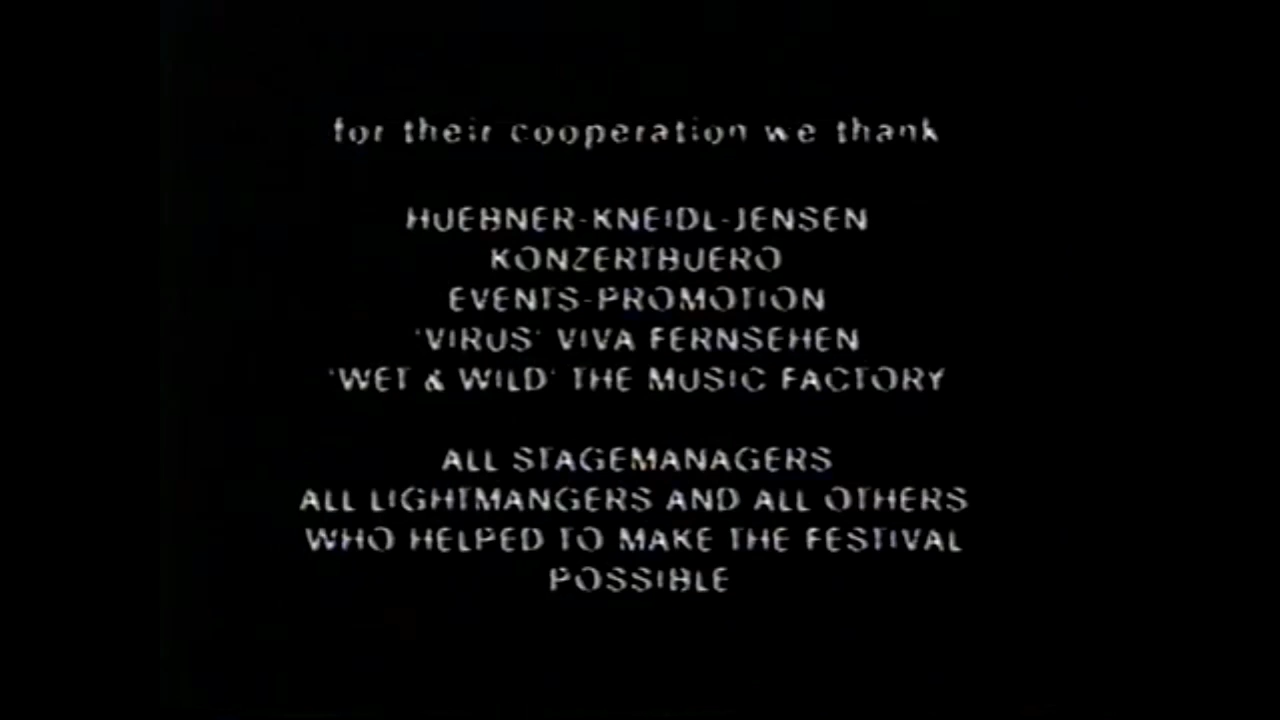 for their cooperation we thank
HUEBNER-KNEIDL-JENSEN
KONZERTBUERO
EVENTS-PROMOTION
'VIRUS' VIVA FERNSEHEN
'WET & WILD' THE MUSIC FACTORY
ALL STAGEMANAGERS
ALL LIGHTMANGERS AND ALL OTHERS
WHO HELPED TO MAKE THE FESTIVAL
POSSIBLE